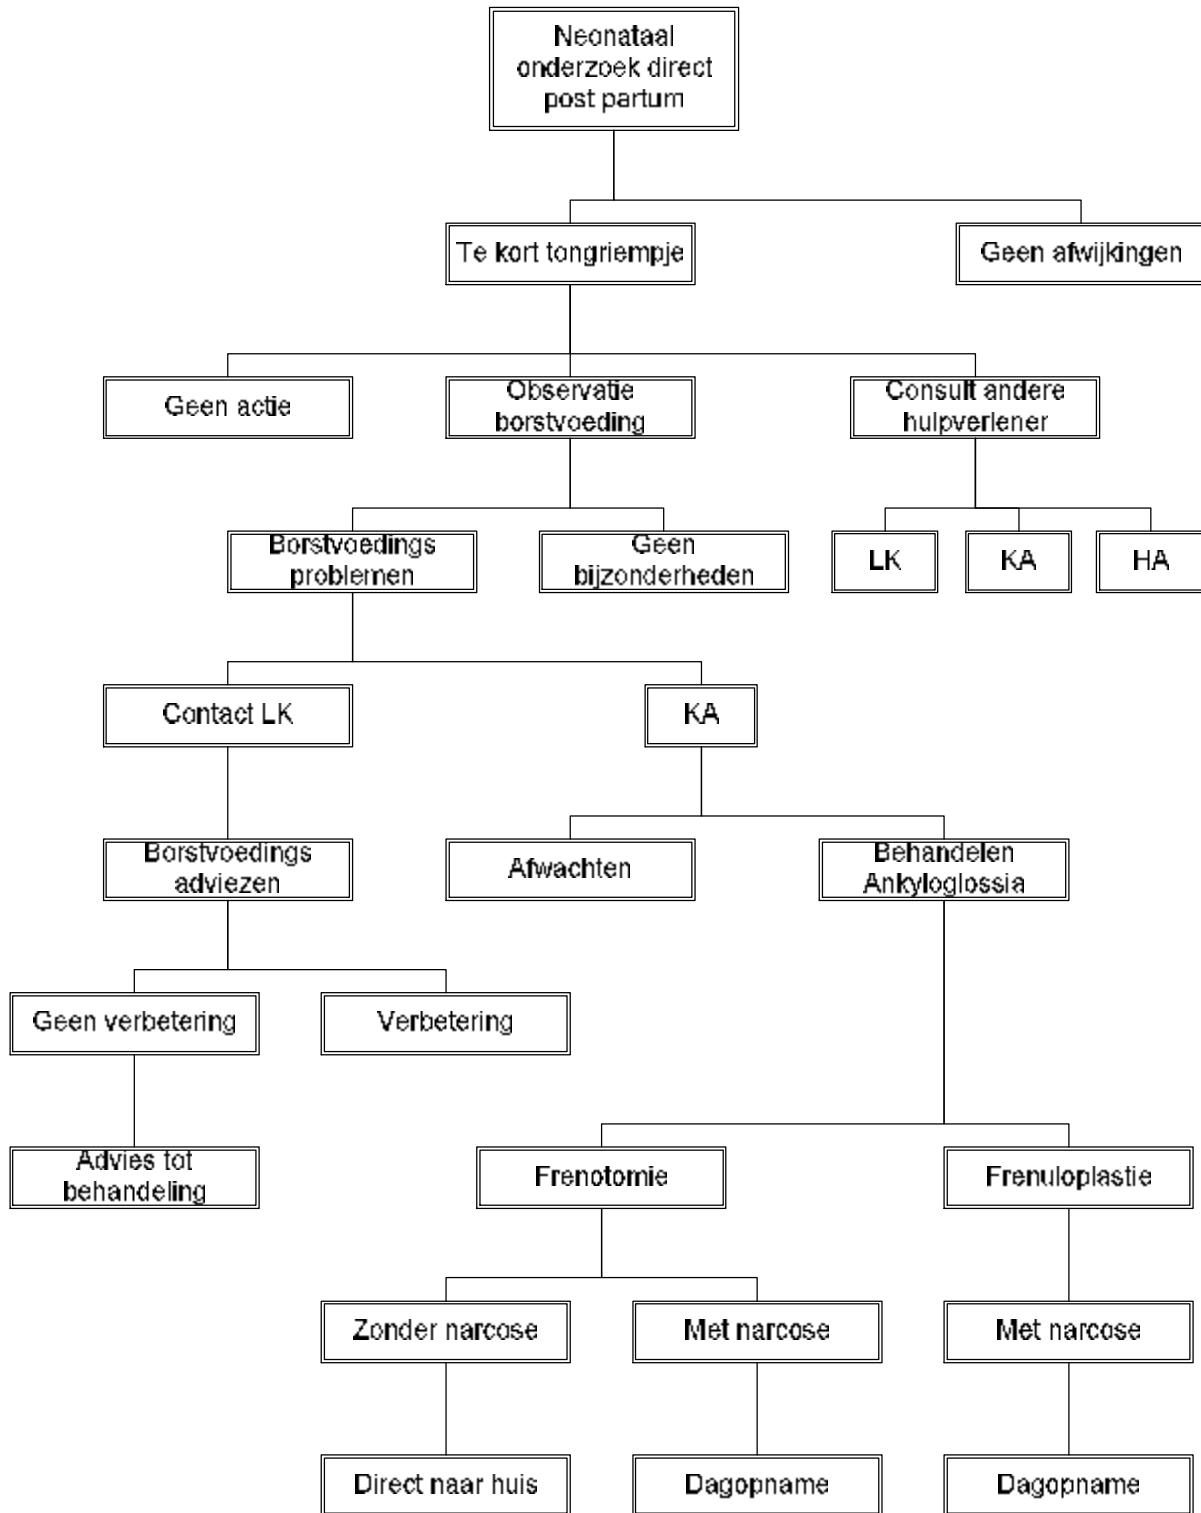 Neonataal
onderzoek direct
post partum
Te kort tongriempje
Geen afwijkingen
Geen actie
Observatie
borstvoeding
Consult andere
hulpverlener
Borstvoedings
problemen
Geen
bijzonderheden
LK
KA
HA
Contact LK
KA
Borstvoedings
adviezen
Afwachten
Behandelen
Ankyloglossia
Geen verbetering
Verbetering
Advies tot
behandeling
Frenotomie
Frenuloplastie
Zonder narcose
Met narcose
Met narcose
Direct naar huis
Dagopname
Dagopname